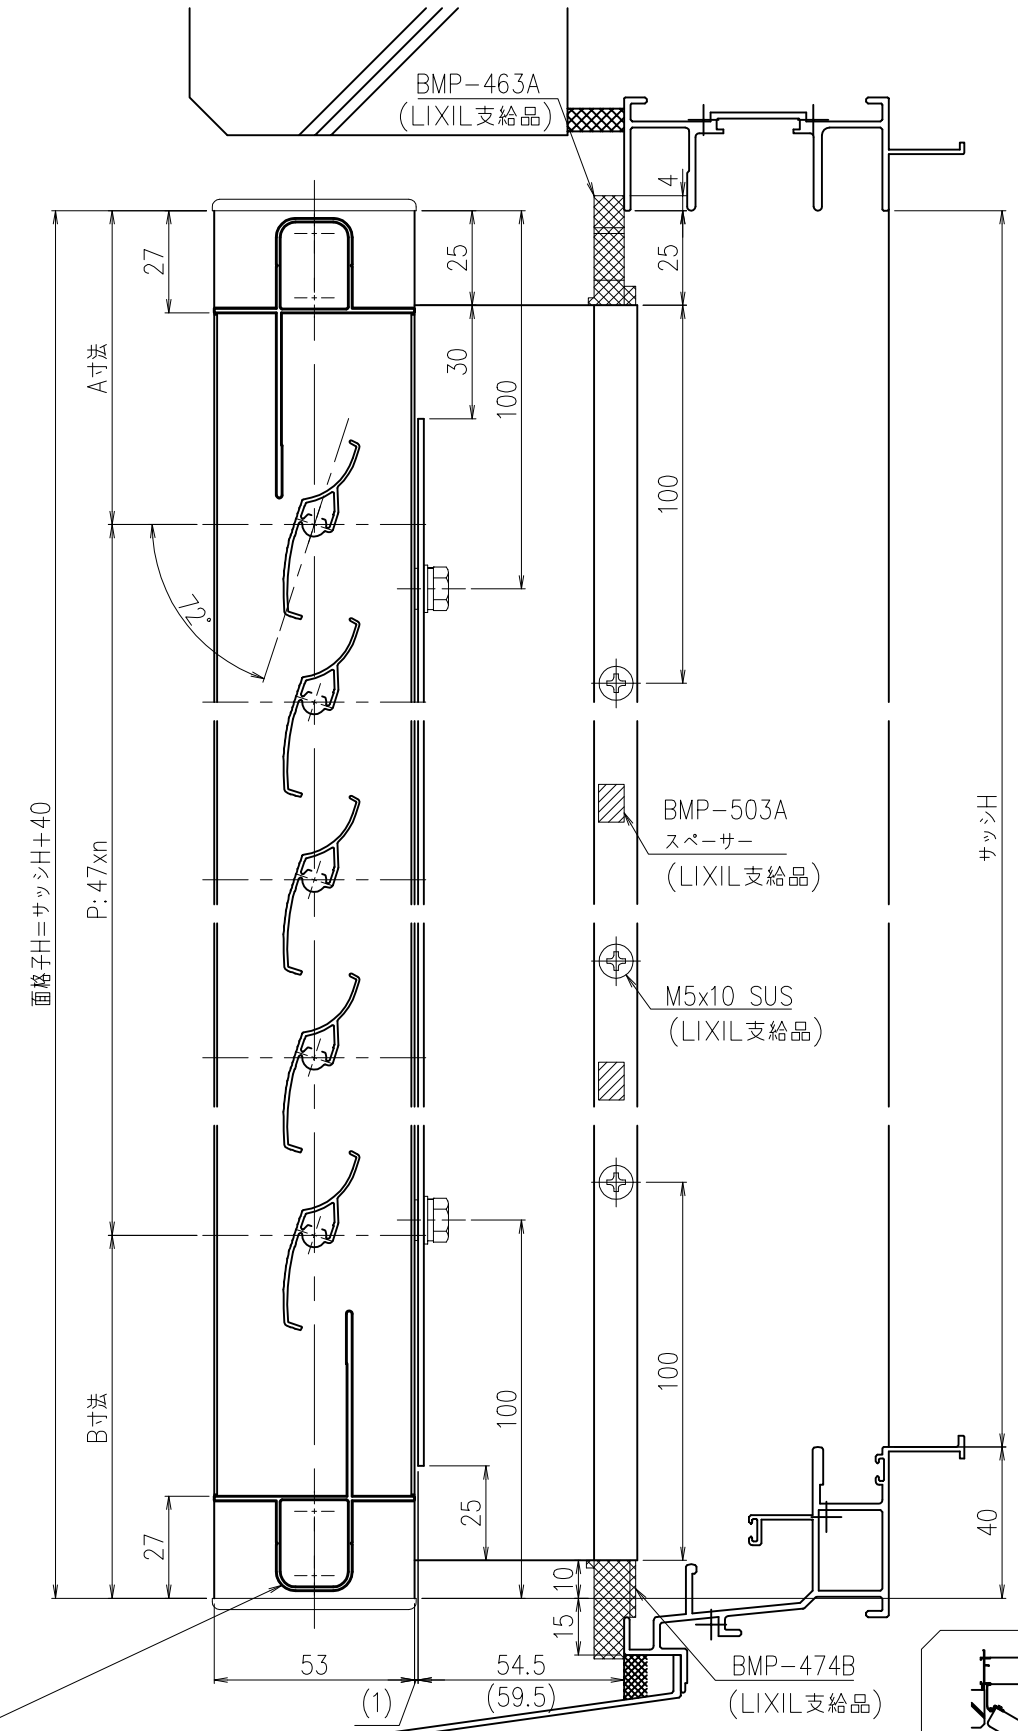 BMP-463A
(LIXIL支給品)
4
27
25
25
A寸法
30
100
100
72°
面格子H=サッシH+40
P:47xn
サッシH
BMP-503A
スペーサー
(LIXIL支給品)
M5x10 SUS
(LIXIL支給品)
B寸法
100
100
25
27
10
15
40
53
(1)
54.5
(59.5)
BMP-474B
(LIXIL支給品)